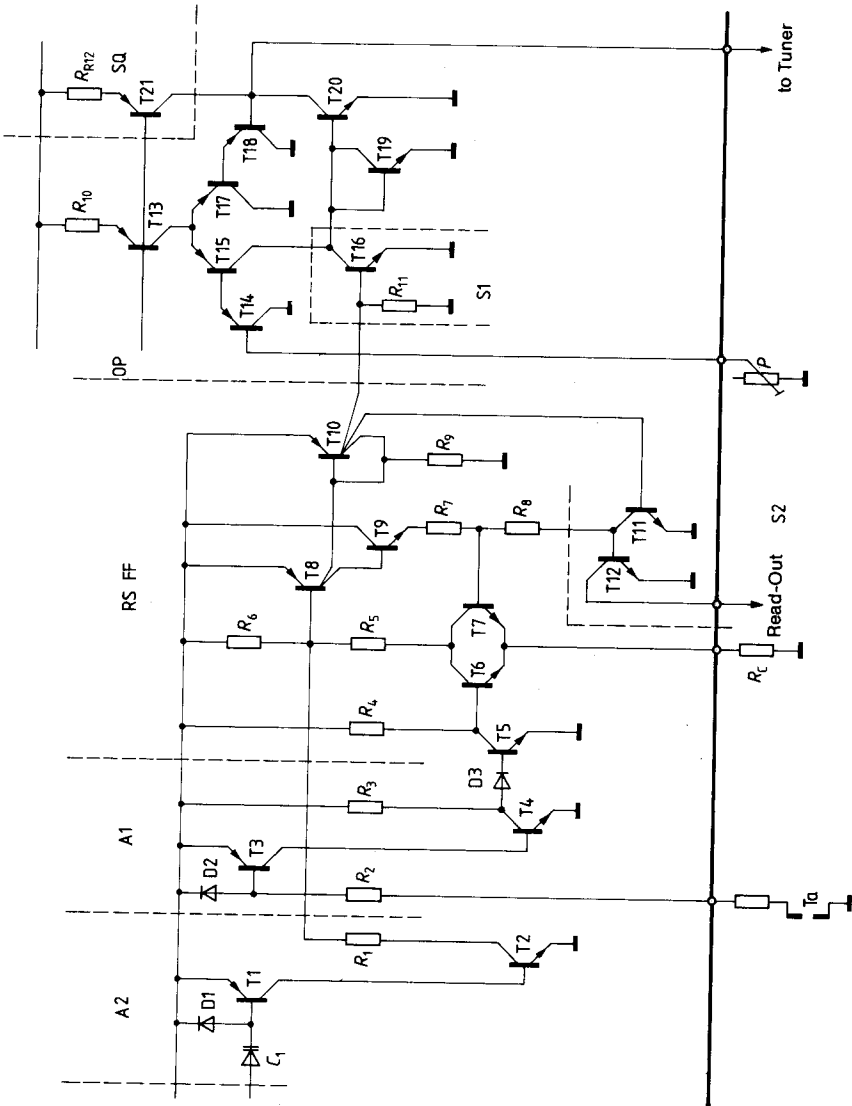 R_R12
SQ
T21
R_10
T13
T20
T18
T17
T19
T15
T16
R_11
S1
T14
OP
P
to Tuner
T10
R_9
RS FF
T9
R_7
R_8
T8
T11
S2
T12
Read-Out
R_6
R_5
T7
T6
R_C
R_4
T5
D3
R_3
T4
A1
T3
D2
R_2
Ta
R_1
T2
A2
T1
D1
C_1